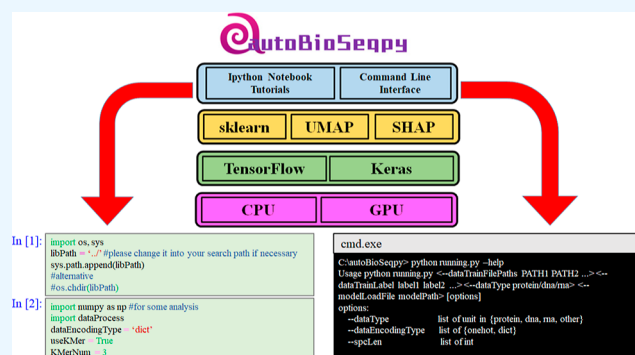 autoBioSeqpy
Ipython Notebook Tutorials
Command Line Interface
sklearn
UMAP
SHAP
TensorFlow
Keras
CPU
GPU
In [1]:
import os, sys
libPath = '../' #please change it into your search path if necessary
sys.path.append(libPath)
#alternative
#os.chdir(libPath)
In [2]:
import numpy as np #for some analysis
import dataProcess
dataEncodingType = 'dict'
useKMer = True
KMerNum = 3
cmd.exe
C:\autoBioSeqpy> python running.py --help
Usage python running.py <--dataTrainFilePaths PATH1 PATH2 ...> <--
dataTrainLabel label1 label2 ...> <--dataType protein/dna/rna> <--
modelLoadFile modelPath> [options]
options:
--dataType list of unit in {protein, dna, rna, other}
--dataEncodingType list of {onehot, dict}
--spcLen list of int